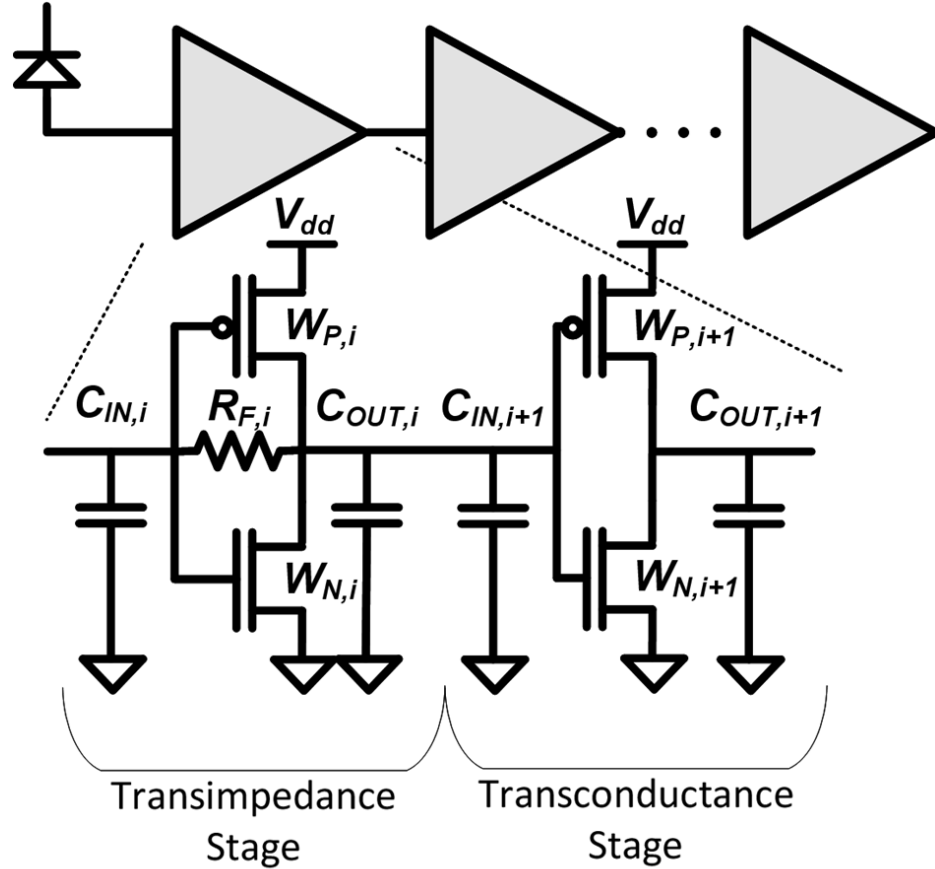 V_dd V_dd
W_P,i W_P,i+1
C_IN,i R_F,i C_OUT,i C_IN,i+1 C_OUT,i+1
W_N,i W_N,i+1
Transimpedance Transconductance
Stage Stage